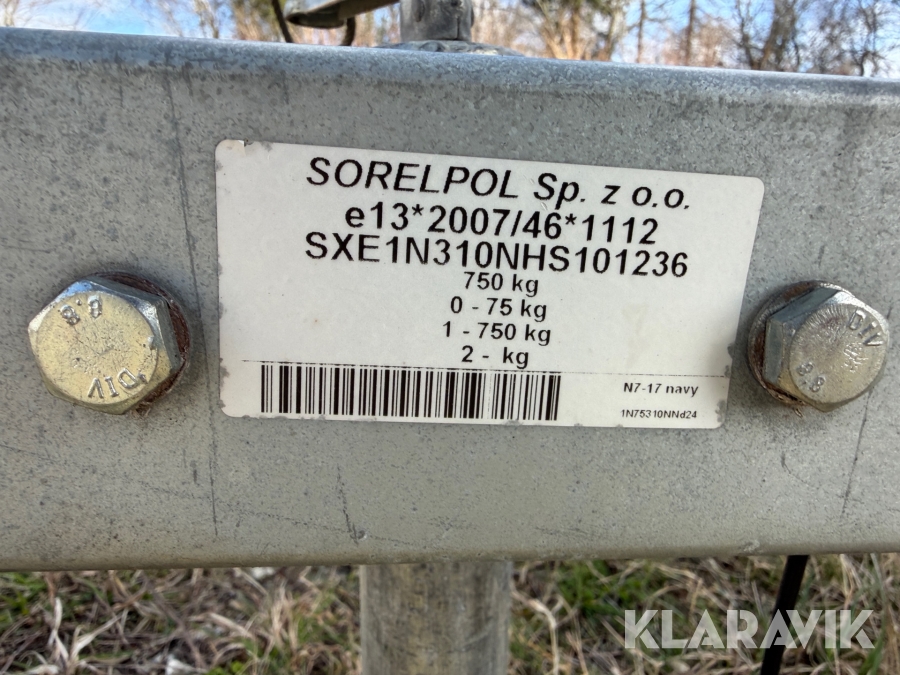 SORELPOL Sp. z o.o.
e13*2007/46*1112
SXE1N310NHS101236
750 kg
0 - 75 kg
1 - 750 kg
2 -  kg
N7-17 navy
1N75310NNd24
8.8
DIV
DIV
8.8
KLARAVIK